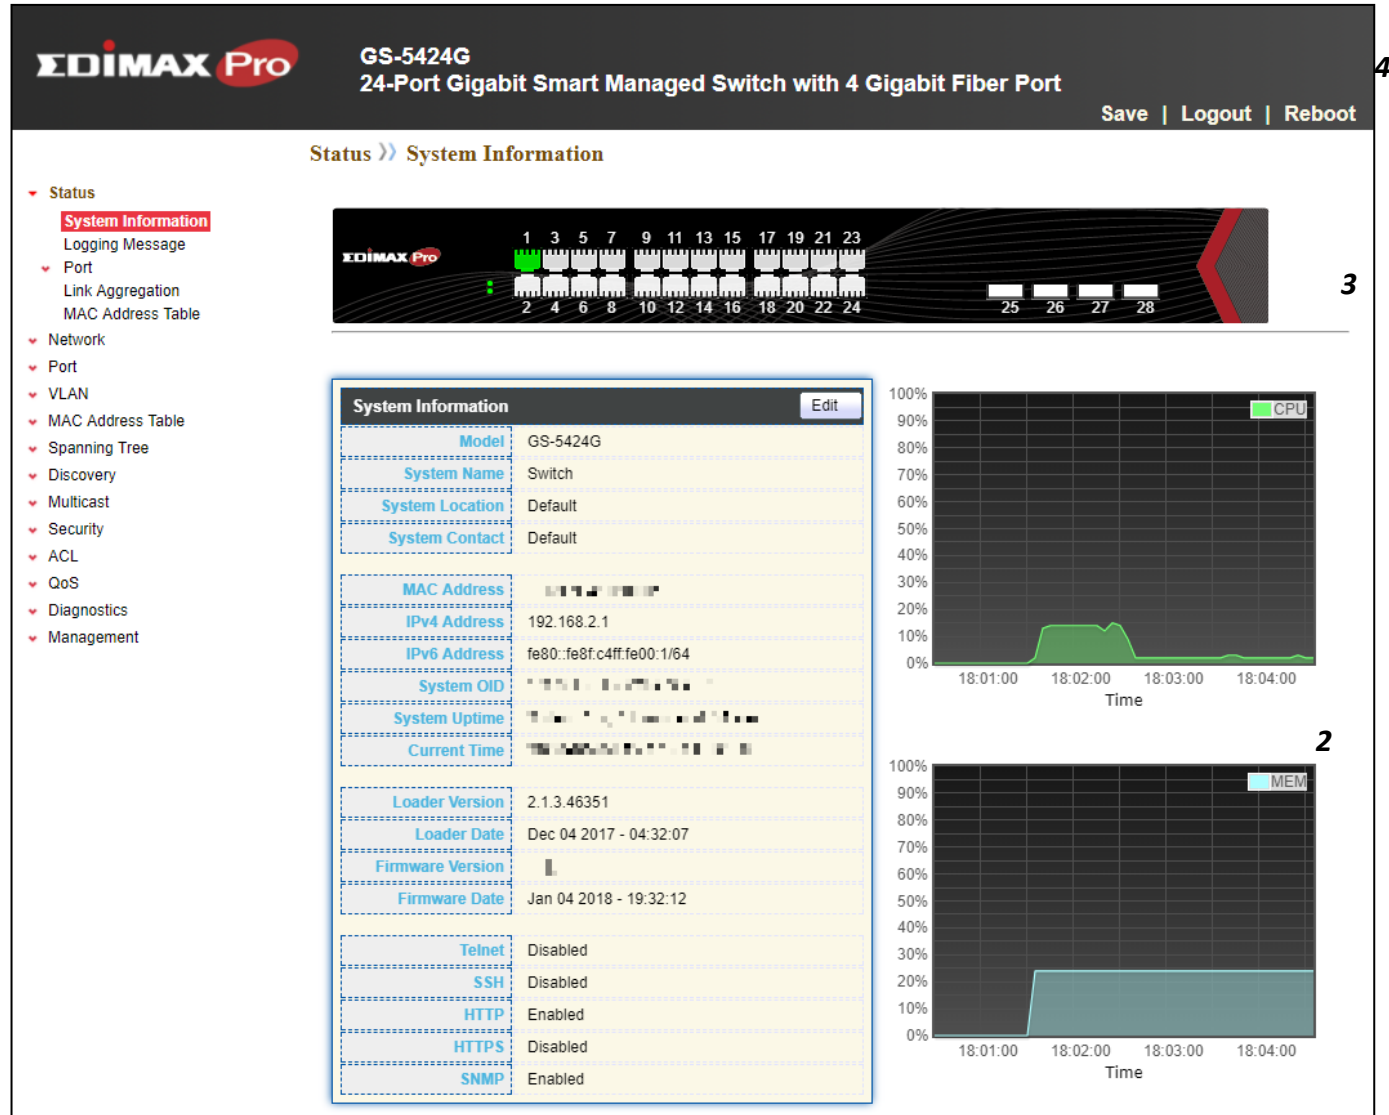 EDIMAX Pro
GS-5424G
24-Port Gigabit Smart Managed Switch with 4 Gigabit Fiber Port
4
Save | Logout | Reboot
Status 》 System Information
Status
System Information
Logging Message
Port
Link Aggregation
MAC Address Table
Network
Port
VLAN
MAC Address Table
Spanning Tree
Discovery
Multicast
Security
ACL
QoS
Diagnostics
Management
1 3 5 7 9 11 13 15 17 19 21 23
EDIMAX Pro
2 4 6 8 10 12 14 16 18 20 22 24
25 26 27 28
3
System Information Edit
Model GS-5424G
System Name Switch
System Location Default
System Contact Default
MAC Address
IPv4 Address 192.168.2.1
IPv6 Address fe80::fe8f:c4ff:fe00:1/64
System OID
System Uptime
Current Time
Loader Version 2.1.3.46351
Loader Date Dec 04 2017 - 04:32:07
Firmware Version
Firmware Date Jan 04 2018 - 19:32:12
Telnet Disabled
SSH Disabled
HTTP Enabled
HTTPS Disabled
SNMP Enabled
100%
CPU
90%
80%
70%
60%
50%
40%
30%
20%
10%
0%
18:01:00 18:02:00 18:03:00 18:04:00
Time
2
100%
MEM
90%
80%
70%
60%
50%
40%
30%
20%
10%
0%
18:01:00 18:02:00 18:03:00 18:04:00
Time